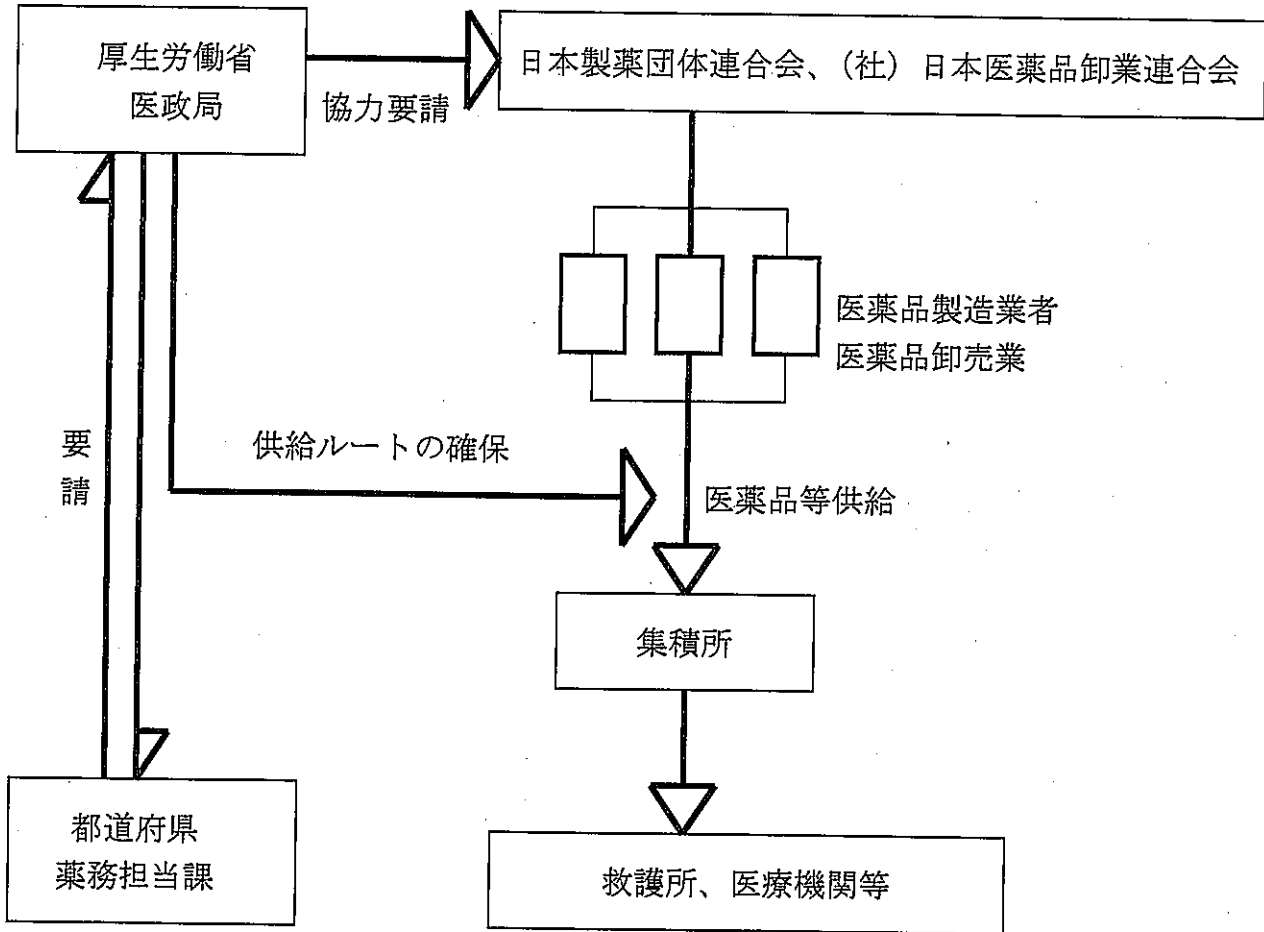 厚生労働省
医政局
協力要請
日本製薬団体連合会、(社)日本医薬品卸業連合会
医薬品製造業者
医薬品卸売業
要請
供給ルートの確保
医薬品等供給
集積所
都道府県
薬務担当課
救護所、医療機関等